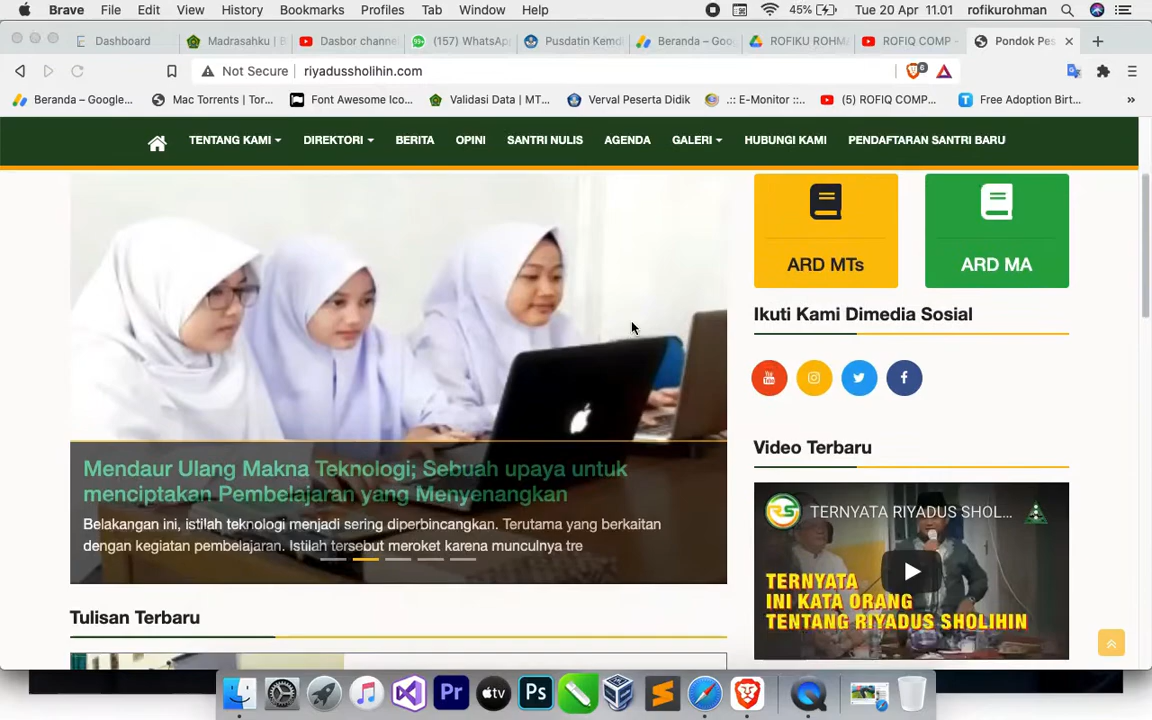 Brave File Edit View History Bookmarks Profiles Tab Window Help 45% Tue 20 Apr 11.01 rofikurohman
Dashboard Madrasahku | B Dasbor channe (157) WhatsAp Pusdatin Kemd Beranda – Goo ROFIKU ROHMA ROFIQ COMP - Pondok Pes
Not Secure riyadussholihin.com 6
Beranda – Google... Mac Torrents | Tor... Font Awesome Ico... Validasi Data | MT... Verval Peserta Didik .:: E-Monitor ::.. (5) ROFIQ COMP... Free Adoption Birt... »
TENTANG KAMI DIREKTORI BERITA OPINI SANTRI NULIS AGENDA GALERI HUBUNGI KAMI PENDAFTARAN SANTRI BARU
ARD MTs ARD MA
Ikuti Kami Dimedia Sosial
Video Terbaru
Mendaur Ulang Makna Teknologi; Sebuah upaya untuk
menciptakan Pembelajaran yang Menyenangkan
Belakangan ini, istilah teknologi menjadi sering diperbincangkan. Terutama yang berkaitan
dengan kegiatan pembelajaran. Istilah tersebut meroket karena munculnya tre
TERNYATA RIYADUS SHOL...
TERNYATA
INI KATA ORANG
TENTANG RIYADUS SHOLIHIN
Tulisan Terbaru
Pr tv Ps